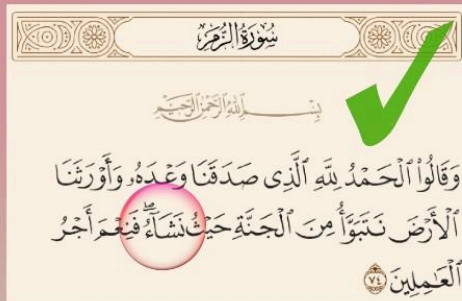 سُورَةُ الزُّمَرِ
بِسْمِ اللَّهِ الرَّحْمَٰنِ الرَّحِيمِ
وَقَالُوا۟ ٱلْحَمْدُ لِلَّهِ ٱلَّذِى صَدَقَنَا وَعْدَهُۥ وَأَوْرَثَنَا
ٱلْأَرْضَ نَتَبَوَّأُ مِنَ ٱلْجَنَّةِ حَيْثُ نَشَآءُ ۖ فَنِعْمَ أَجْرُ
ٱلْعَٰمِلِينَ ٧٤